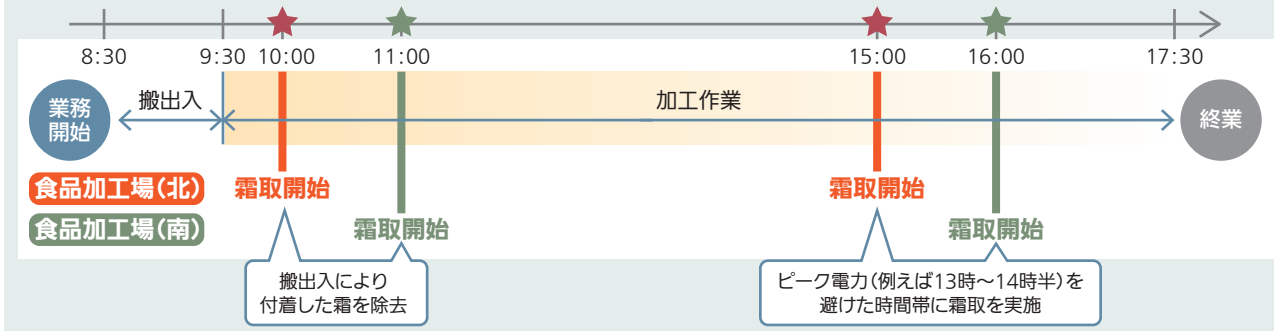 8:30
9:30
10:00
11:00
15:00
16:00
17:30
業務
開始
搬出入
加工作業
終業
食品加工場(北)
霜取開始
霜取開始
食品加工場(南)
霜取開始
霜取開始
搬出入により
付着した霜を除去
ピーク電力(例えば13時～14時半)を
避けた時間帯に霜取を実施